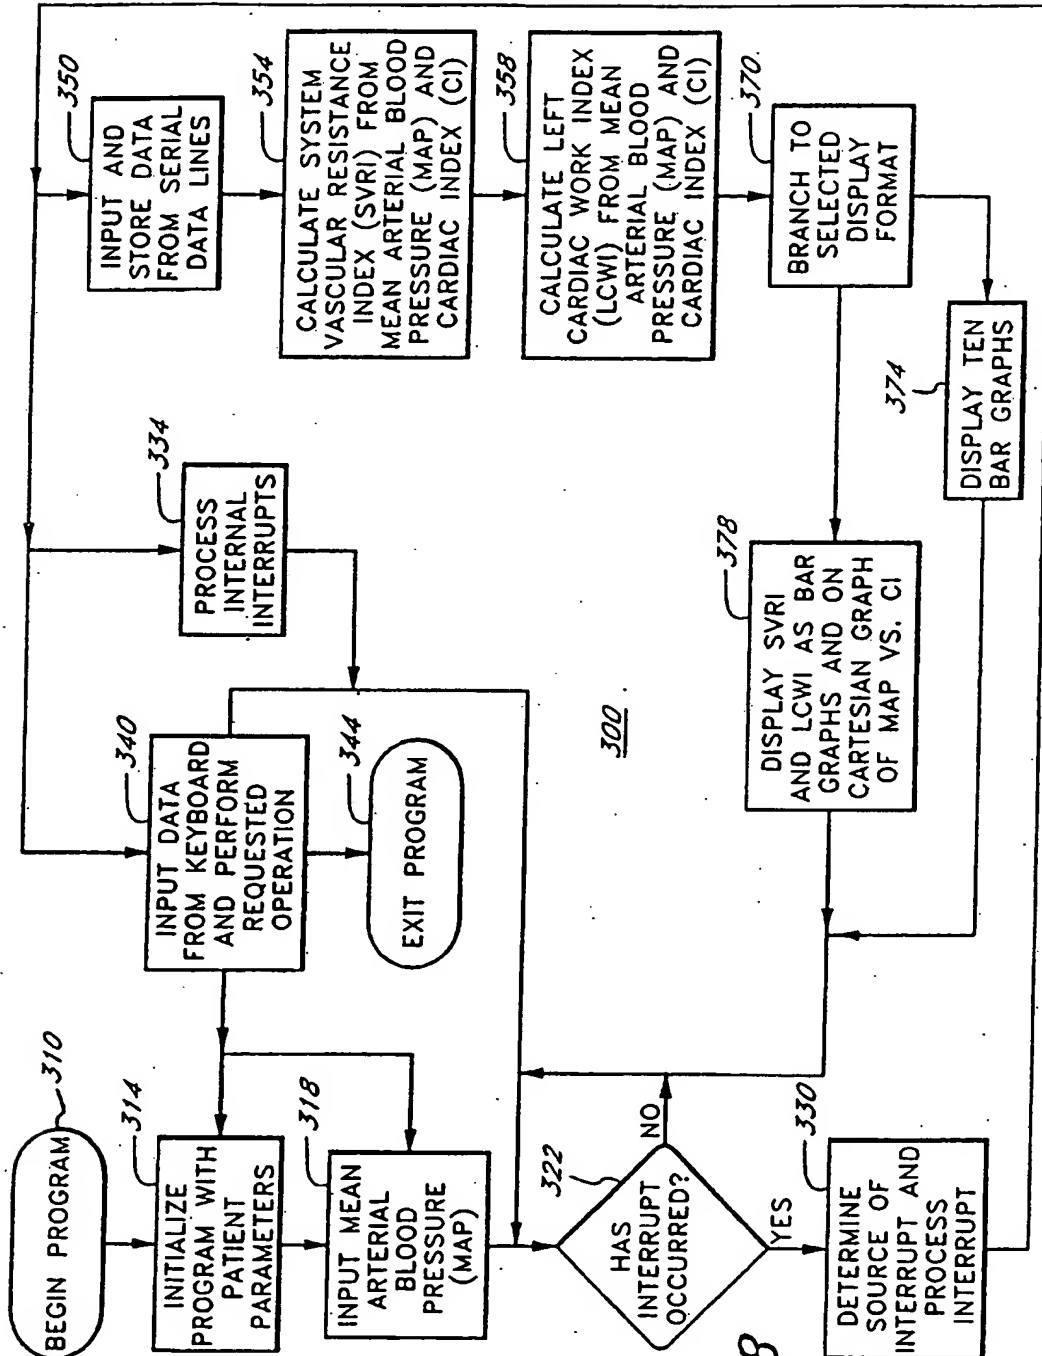 BEGIN PROGRAM
310
INITIALIZE
PROGRAM WITH
PATIENT
PARAMETERS
314
INPUT MEAN
ARTERIAL
BLOOD
PRESSURE
(MAP)
318
HAS
INTERRUPT
OCCURRED?
322
NO
YES
DETERMINE
SOURCE OF
INTERRUPT AND
PROCESS
INTERRUPT
330
INPUT DATA
FROM KEYBOARD
AND PERFORM
REQUESTED
OPERATION
340
EXIT PROGRAM
344
PROCESS
INTERNAL
INTERRUPTS
334
300
INPUT AND
STORE DATA
FROM SERIAL
DATA LINES
350
CALCULATE SYSTEM
VASCULAR RESISTANCE
INDEX (SVRI) FROM
MEAN ARTERIAL BLOOD
PRESSURE (MAP) AND
CARDIAC INDEX (CI)
354
CALCULATE LEFT
CARDIAC WORK INDEX
(LCWI) FROM MEAN
ARTERIAL BLOOD
PRESSURE (MAP) AND
CARDIAC INDEX (CI)
358
BRANCH TO
SELECTED
DISPLAY
FORMAT
370
DISPLAY TEN
BAR GRAPHS
374
DISPLAY SVRI
AND LCWI AS BAR
GRAPHS AND ON
CARTESIAN GRAPH
OF MAP VS. CI
378
8